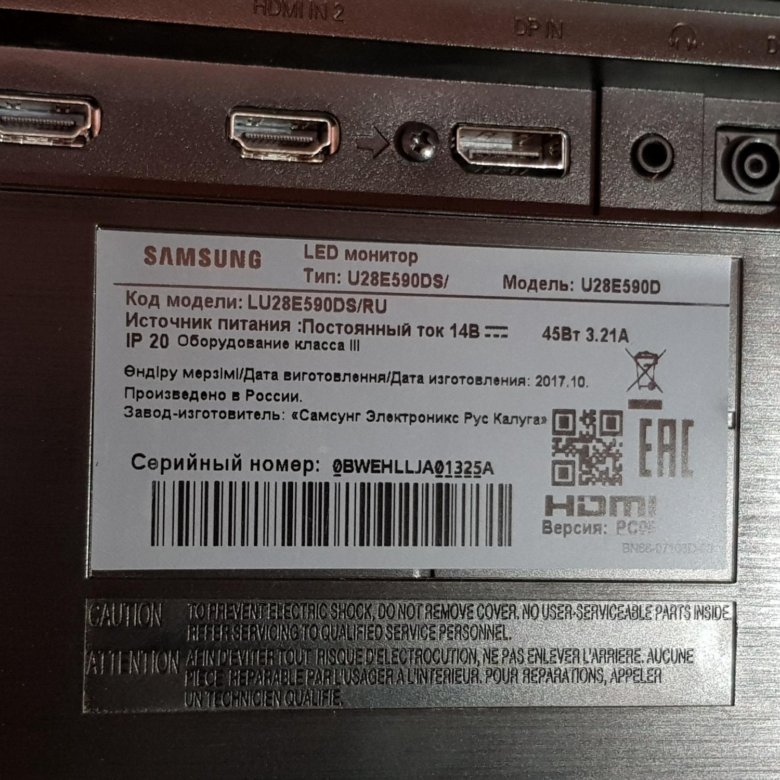 HDMI IN 2
DP IN
SAMSUNG
LED монитор
Тип: U28E590DS/
Модель: U28E590D
Код модели: LU28E590DS/RU
Источник питания :Постоянный ток 14В
45Вт 3.21A
IP 20 Оборудование класса III
Өндіру мерзімі/Дата виготовлення/Дата изготовления: 2017.10.
Произведено в России.
Завод-изготовитель: «Самсунг Электроникс Рус Калуга»
EAC
Серийный номер: 0BWEHLLJA01325A
HDMI
Версия:
CAUTION
TO PREVENT ELECTRIC SHOCK, DO NOT REMOVE COVER. NO USER-SERVICEABLE PARTS INSIDE.
REFER SERVICING TO QUALIFIED SERVICE PERSONNEL.
ATTENTION
AFIN D'EVITER TOUT RISQUE D'ELECTROCUTION, NE PAS ENLEVER L'ARRIERE. AUCUNE
PIECE REPARABLE PAR L'USAGER A L'INTERIEUR. POUR REPARATIONS, APPELER
UN TECHNICIEN QUALIFIE.